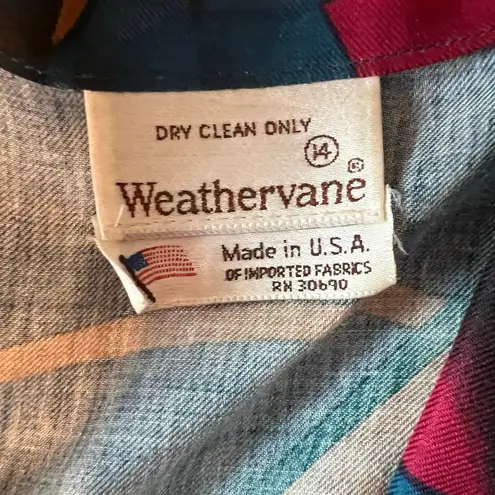 DRY CLEAN ONLY
14
Weathervane®
Made in U.S.A.
OF IMPORTED FABRICS
RN 30690